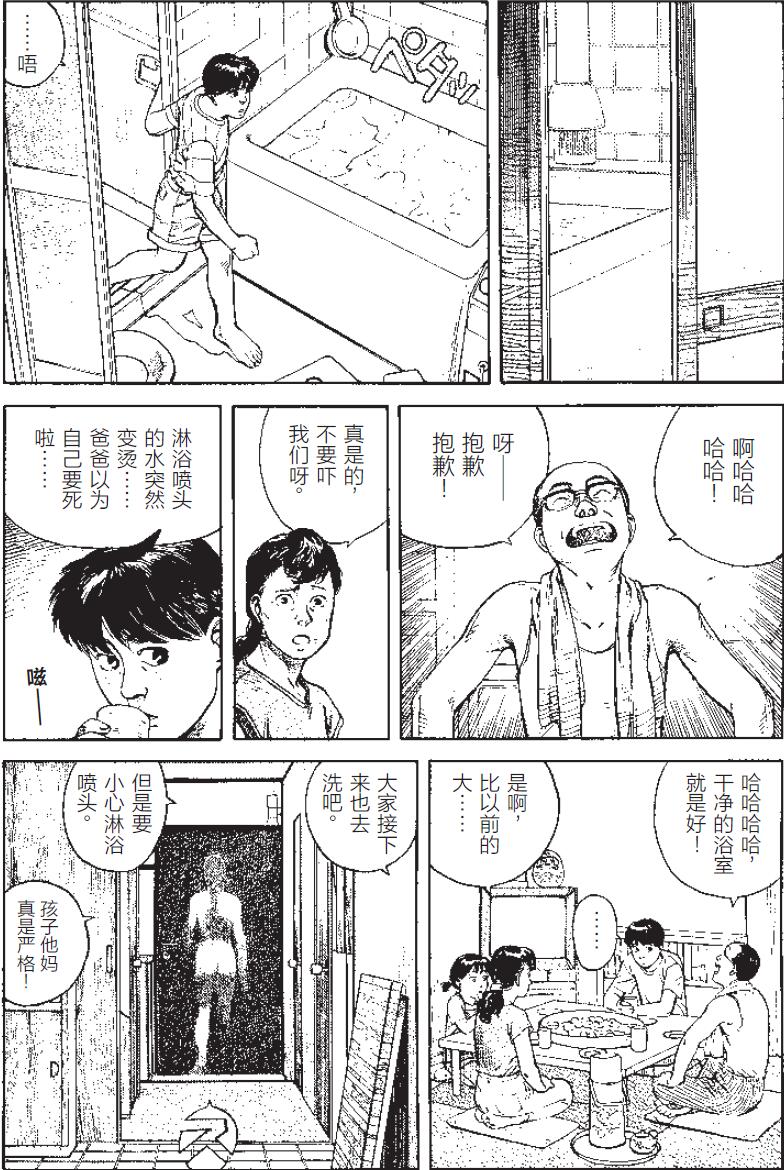 ……唔
啊哈哈
哈哈！
呀——
抱歉
抱歉！
真是的，
不要吓
我们呀。
淋浴喷头
的水突然
变烫……
爸爸以为
自己要死
啦……
嗞——
哈哈哈哈，
干净的浴室
就是好！
是啊，
比以前的
大……
……
大家接下
来也去
洗吧。
但是要
小心淋浴
喷头。
孩子他妈
真是严格！